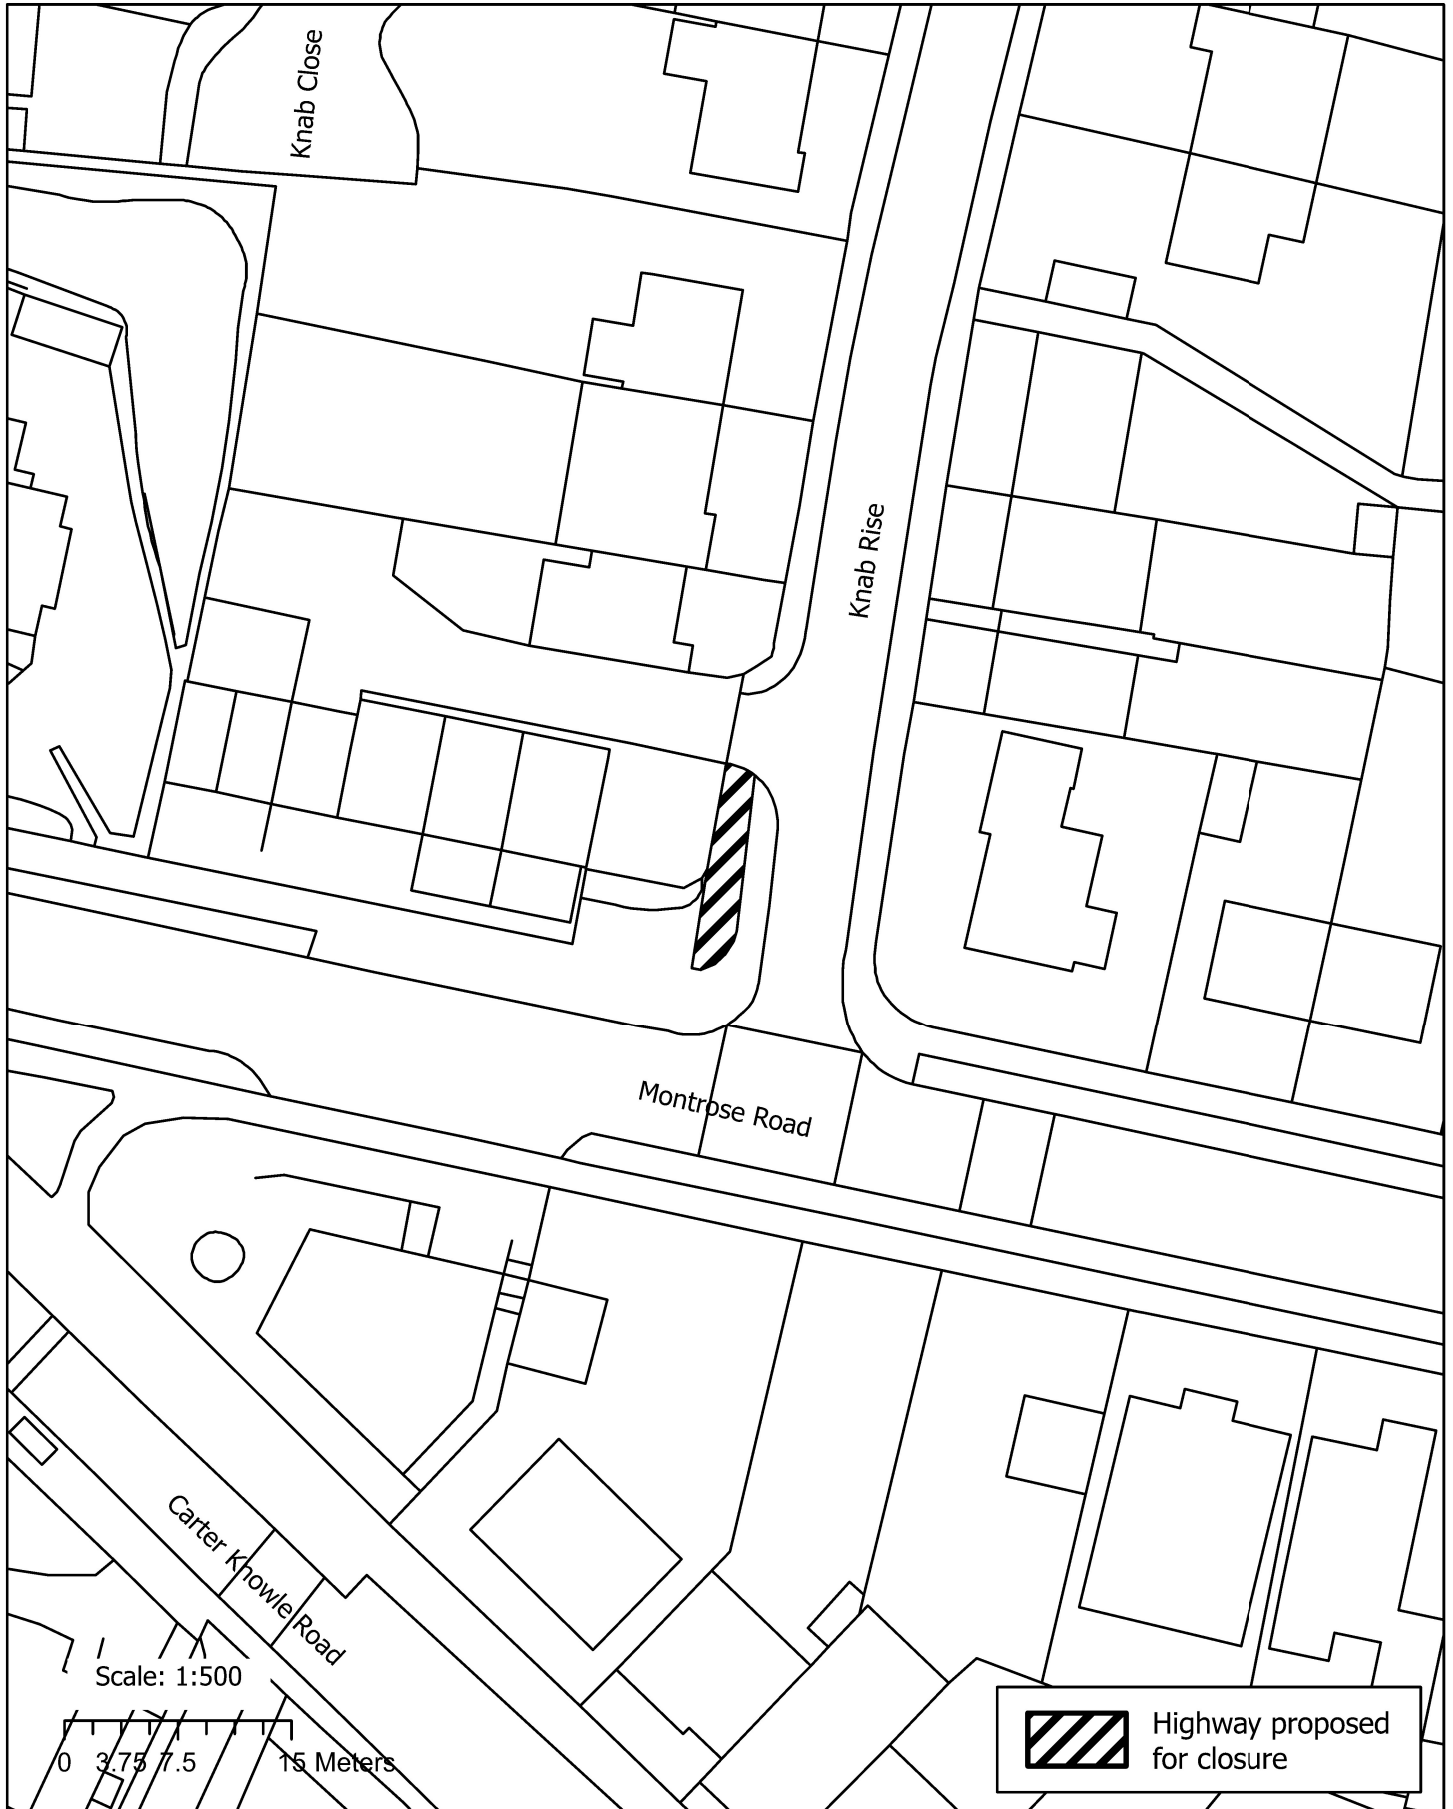 Knab Close
Knab Rise
Montrose Road
Carter Knowle Road
Scale: 1:500
0 3.75 7.5 15 Meters
Highway proposed
for closure